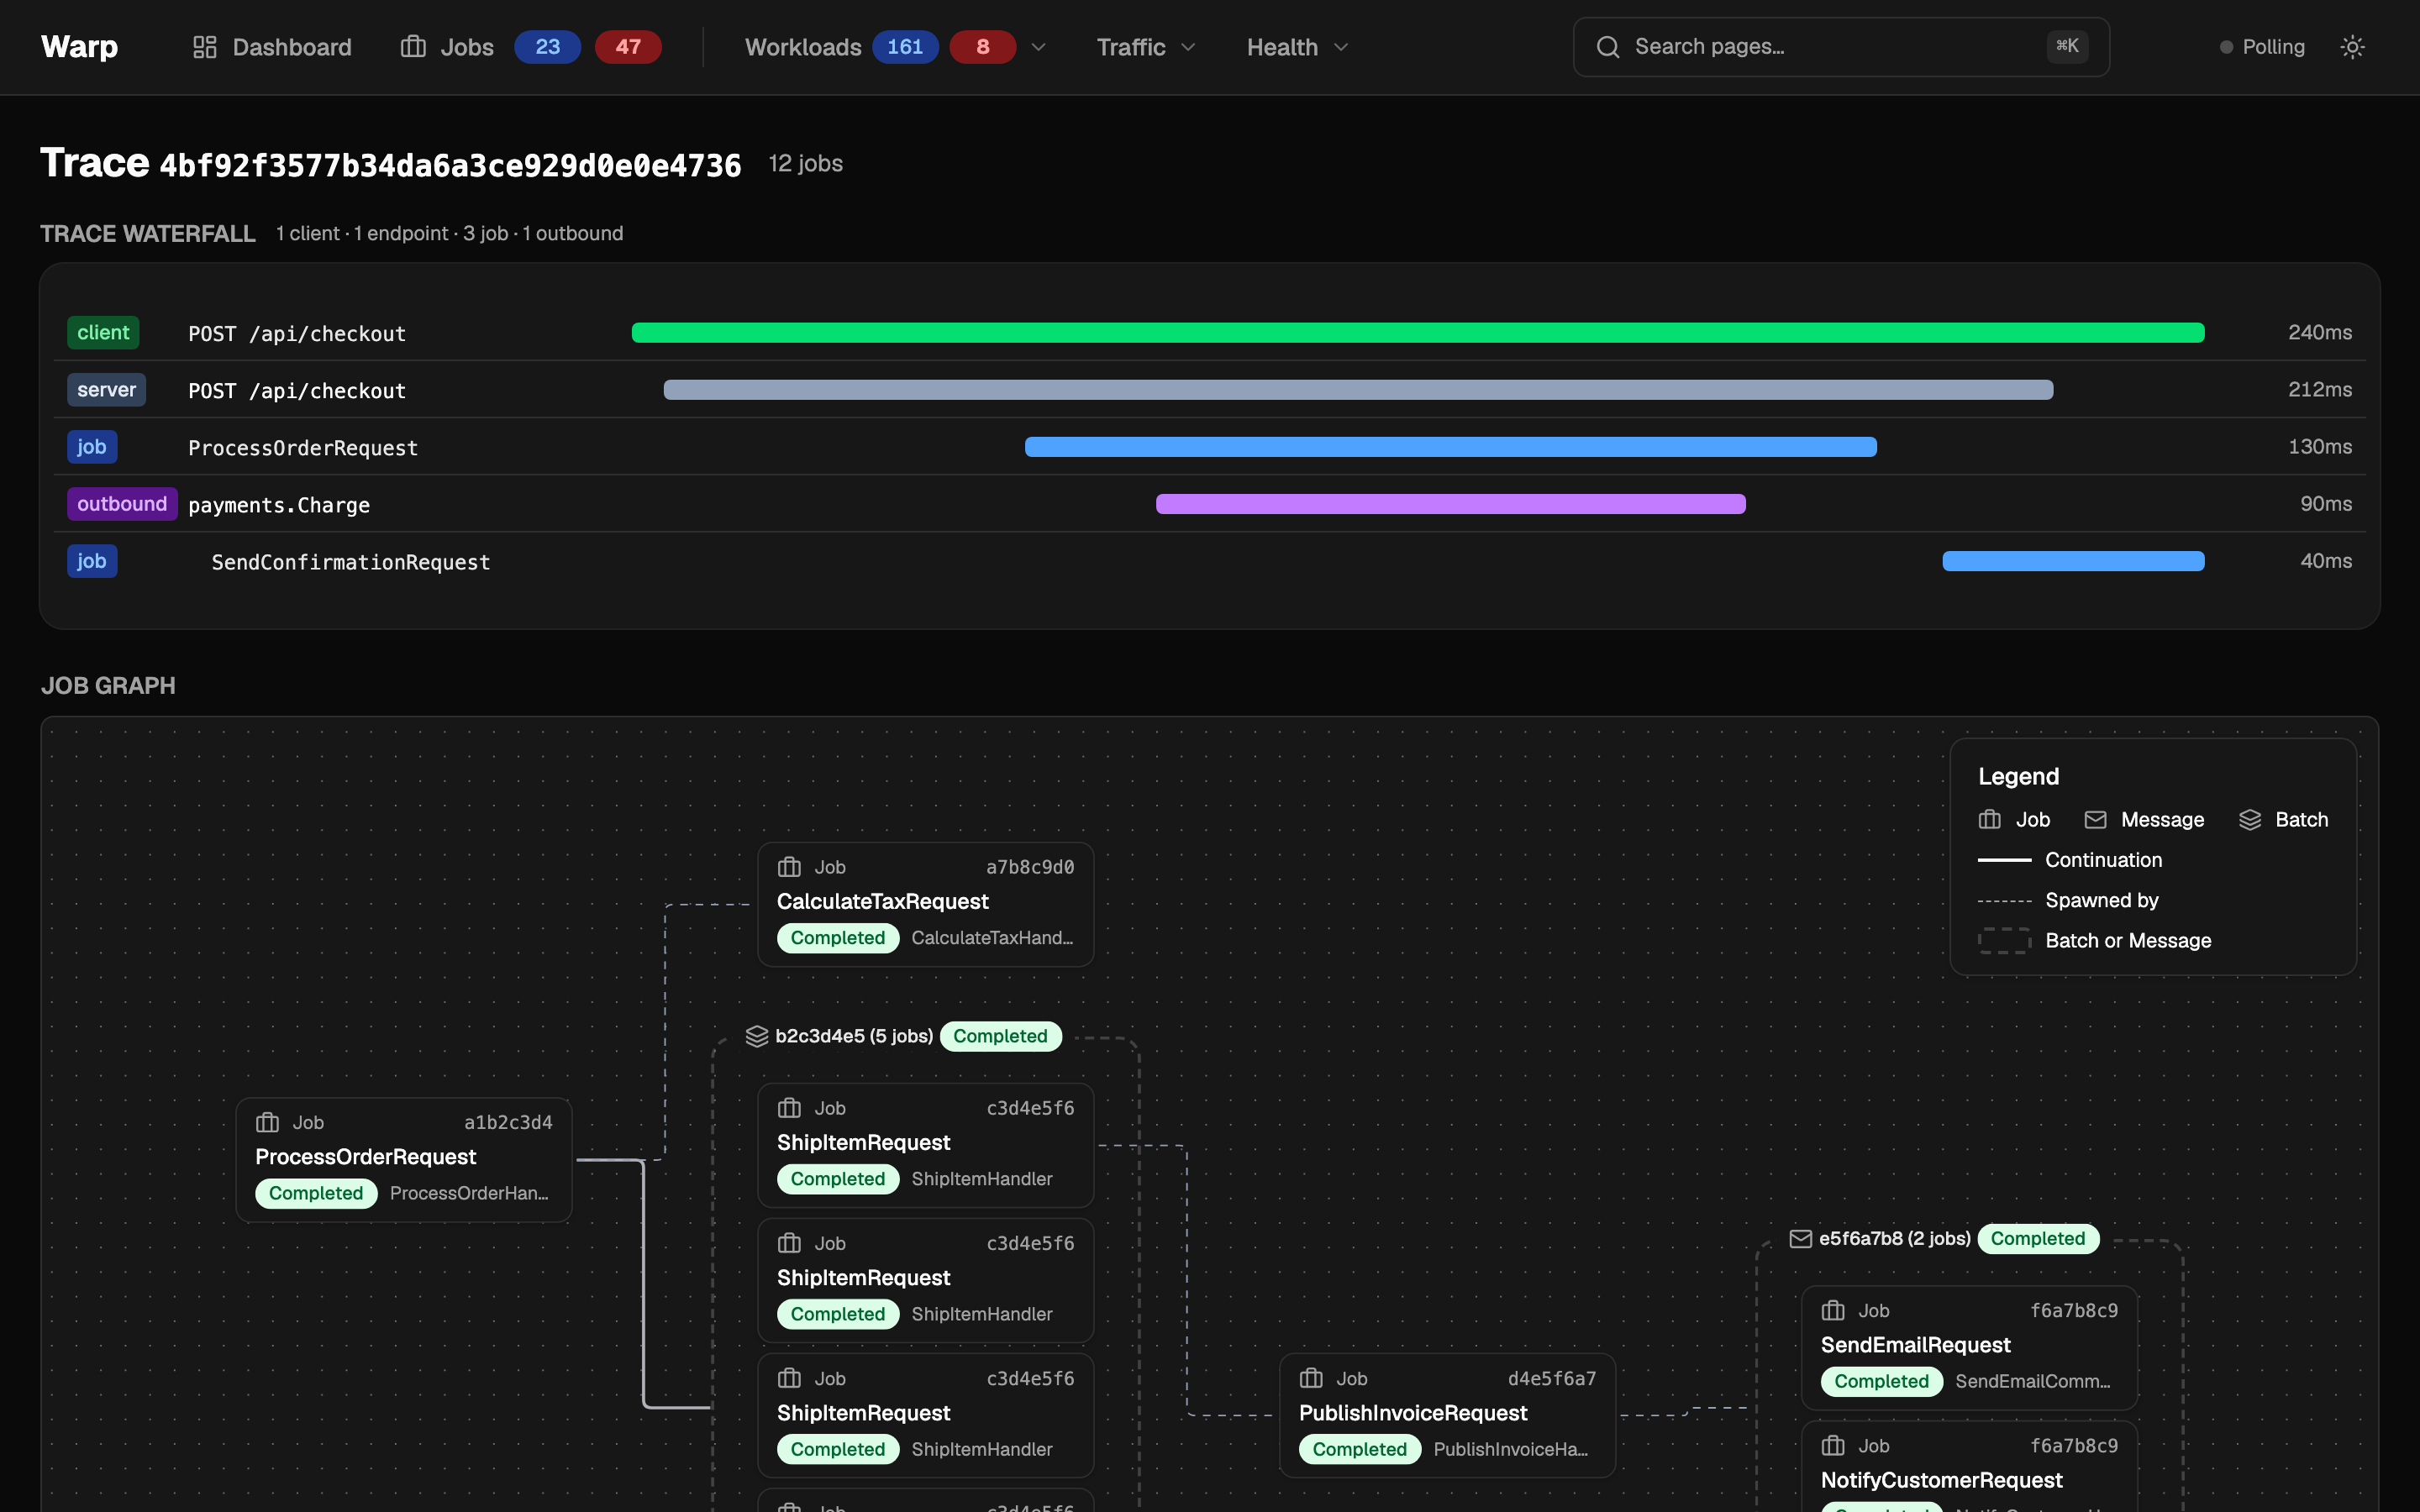 Warp
Dashboard
Jobs 23 47
Workloads 161 8
Traffic
Health
Search pages... ⌘K
Polling
Trace 4bf92f3577b34da6a3ce929d0e0e4736 12 jobs
TRACE WATERFALL 1 client · 1 endpoint · 3 job · 1 outbound
client POST /api/checkout 240ms
server POST /api/checkout 212ms
job ProcessOrderRequest 130ms
outbound payments.Charge 90ms
job SendConfirmationRequest 40ms
JOB GRAPH
Legend
Job Message Batch
Continuation
Spawned by
Batch or Message
Job a7b8c9d0
CalculateTaxRequest
Completed CalculateTaxHand...
b2c3d4e5 (5 jobs) Completed
Job a1b2c3d4
ProcessOrderRequest
Completed ProcessOrderHan...
Job c3d4e5f6
ShipItemRequest
Completed ShipItemHandler
Job c3d4e5f6
ShipItemRequest
Completed ShipItemHandler
Job c3d4e5f6
ShipItemRequest
Completed ShipItemHandler
Job c3d4e5f6
Job d4e5f6a7
PublishInvoiceRequest
Completed PublishInvoiceHa...
e5f6a7b8 (2 jobs) Completed
Job f6a7b8c9
SendEmailRequest
Completed SendEmailComm...
Job f6a7b8c9
NotifyCustomerRequest